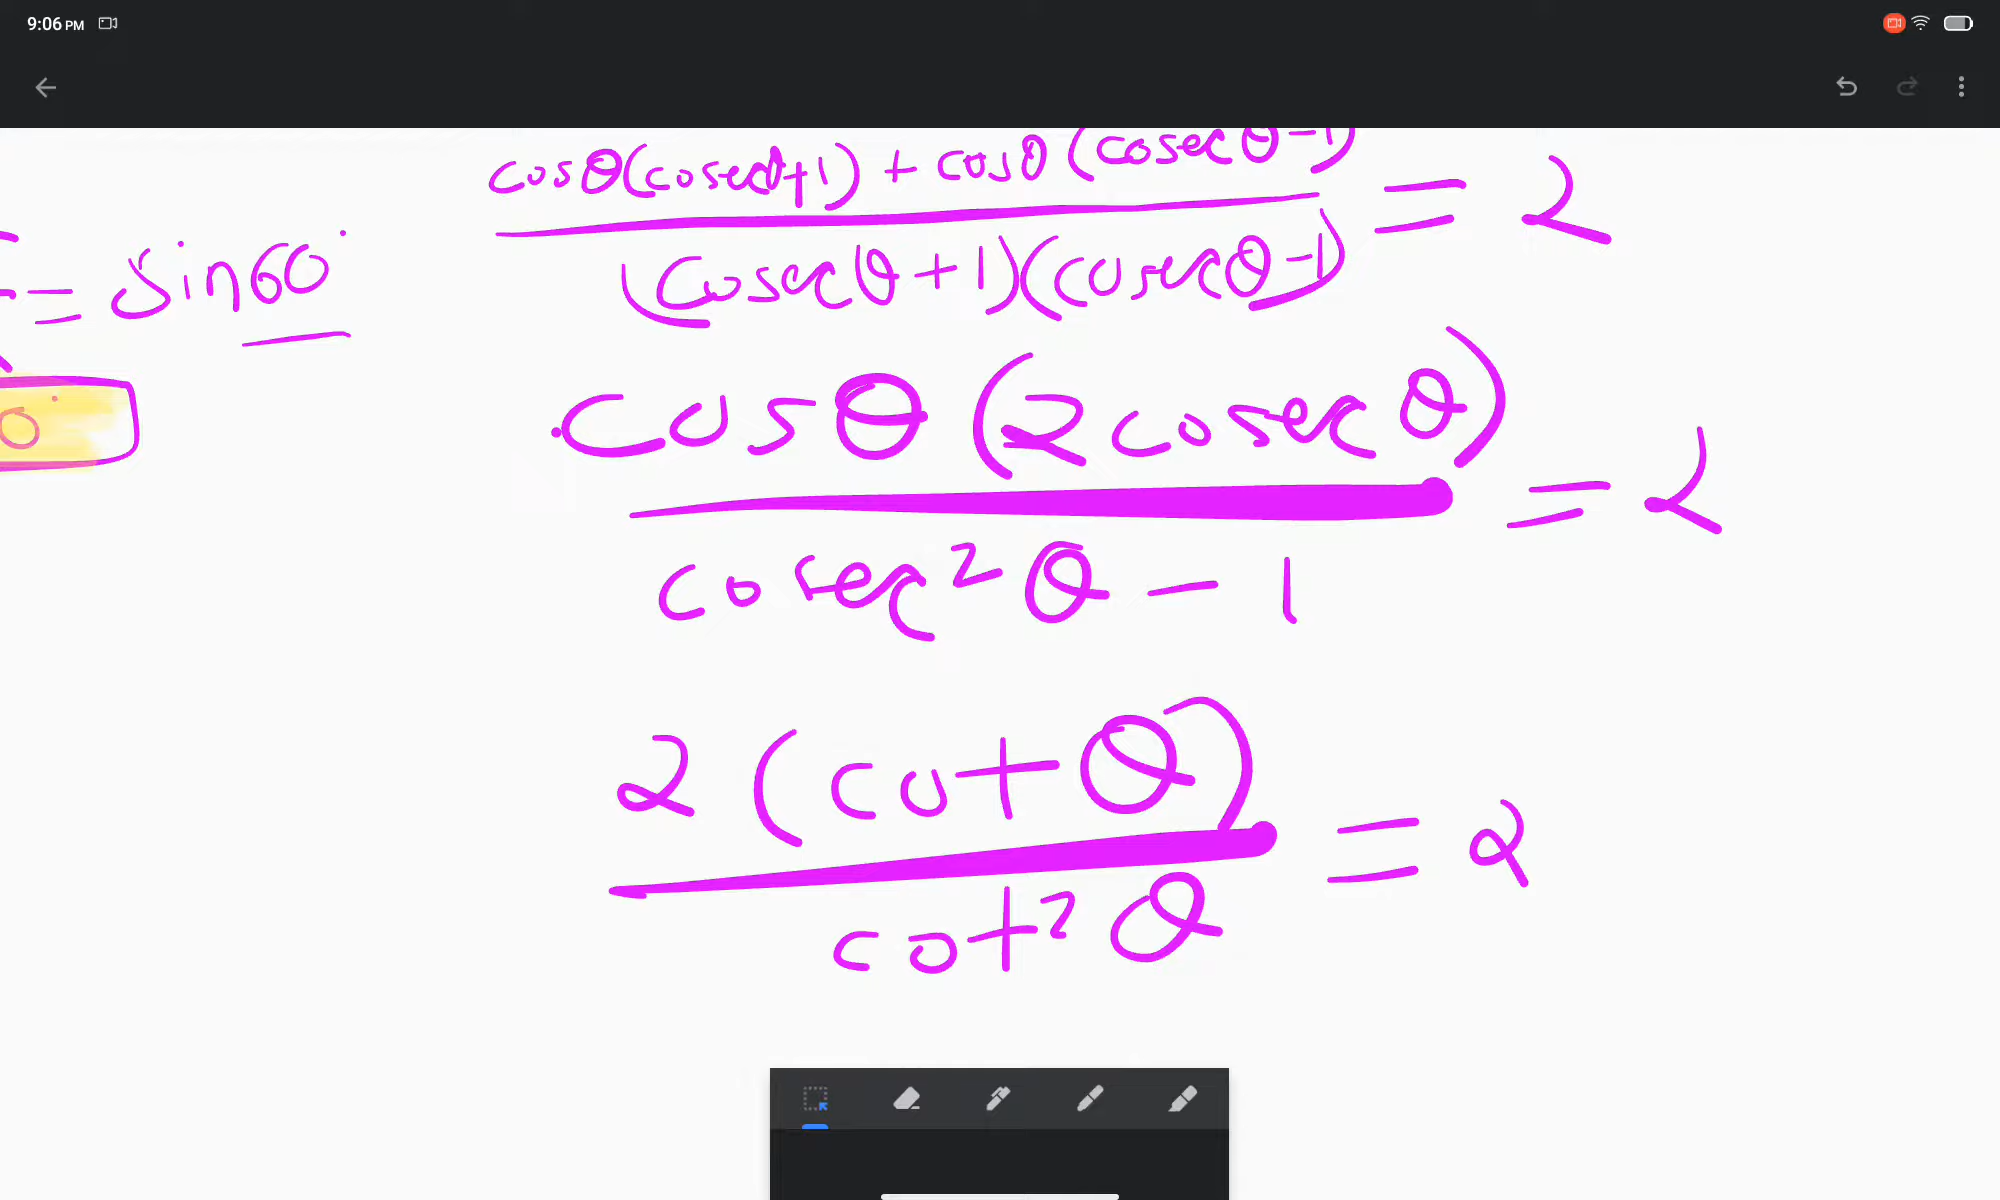 9:06 PM
cosθ(cosecθ+1) + cosθ(cosecθ-1) = 2
(cosecθ+1)(cosecθ-1)
= sin60°
0°
.cosθ(2cosecθ) = 2
cosec²θ - 1
2(cotθ) = 2
cot²θ